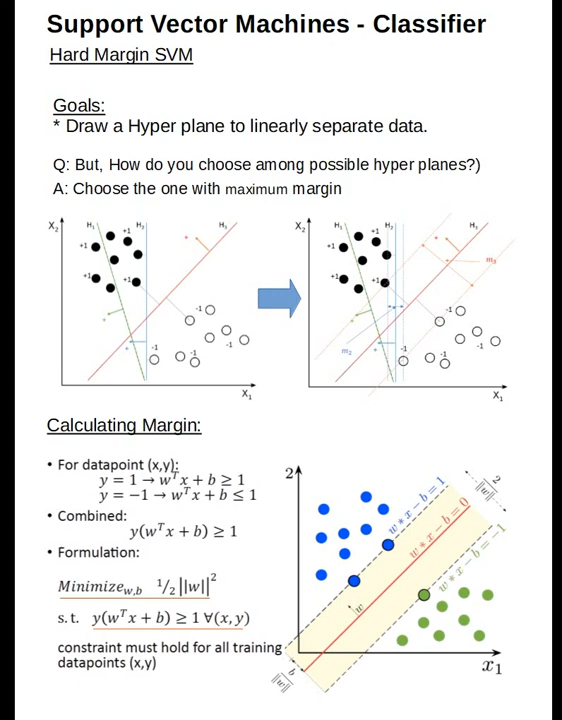 Support Vector Machines - Classifier
Hard Margin SVM
Goals:
* Draw a Hyper plane to linearly separate data.
Q: But, How do you choose among possible hyper planes?)
A: Choose the one with maximum margin
X₂ H₁ H₂ H₃
+1
+1
+1
+1
-1
-1
-1
-1
X₁
X₂ H₁ H₂ H₃
+1
+1
+1
+1
m₃
m₂
-1
-1
-1
-1
X₁
Calculating Margin:
• For datapoint (x,y):
y = 1 → wᵀx + b ≥ 1
y = −1 → wᵀx + b ≤ 1
• Combined:
y(wᵀx + b) ≥ 1
• Formulation:
Minimize_w,b ½||w||²
s.t. y(wᵀx + b) ≥ 1 ∀(x, y)
constraint must hold for all training
datapoints (x,y)
2
w * x − b = 1
w * x − b = 0
w * x − b = −1
2/||w||
w
b/||w||
x₁